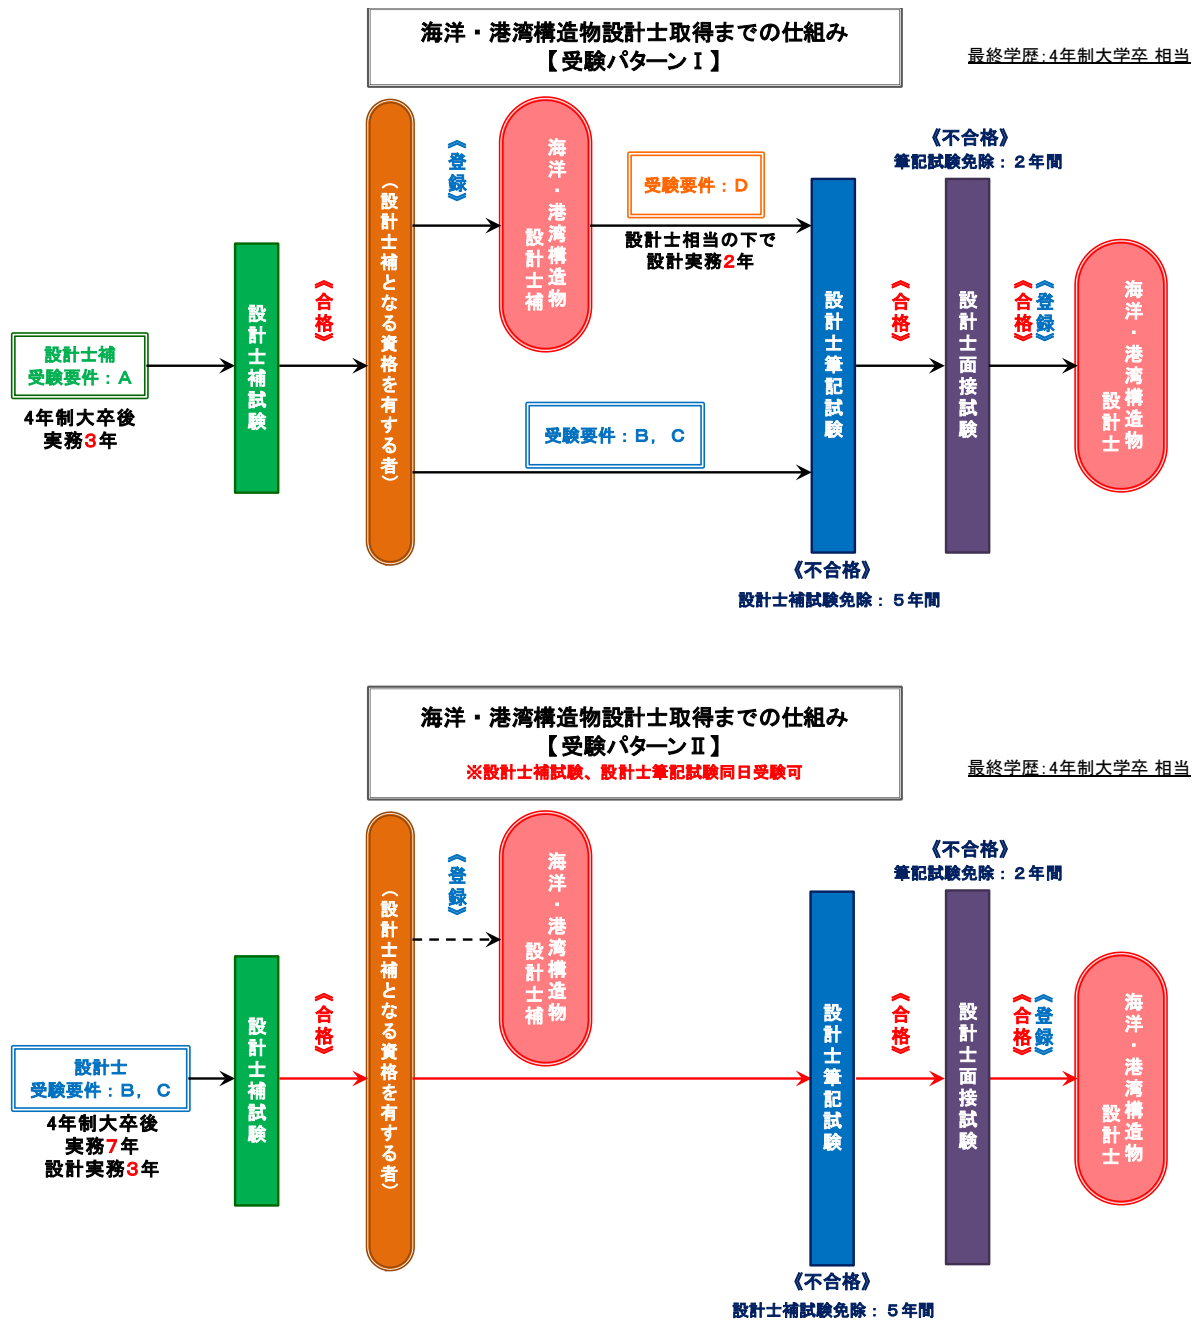 海洋・港湾構造物設計士取得までの仕組み
【受験パターンⅠ】
最終学歴：4年制大学卒 相当
設計士補
受験要件：A
4年制大卒後
実務3年
設計士補試験
《合格》
（設計士補となる資格を有する者）
《登録》
海洋・港湾構造物
設計士補
受験要件：D
設計士相当の下で
設計実務2年
受験要件：B，C
設計士筆記試験
《不合格》
設計士補試験免除：５年間
《合格》
《不合格》
筆記試験免除：２年間
設計士面接試験
《合格》
《登録》
海洋・港湾構造物
設計士
海洋・港湾構造物設計士取得までの仕組み
【受験パターンⅡ】
※設計士補試験、設計士筆記試験同日受験可
最終学歴：4年制大学卒 相当
設計士
受験要件：B，C
4年制大卒後
実務7年
設計実務3年
設計士補試験
《合格》
（設計士補となる資格を有する者）
《登録》
海洋・港湾構造物
設計士補
設計士筆記試験
《不合格》
設計士補試験免除：５年間
《合格》
《不合格》
筆記試験免除：２年間
設計士面接試験
《合格》
《登録》
海洋・港湾構造物
設計士